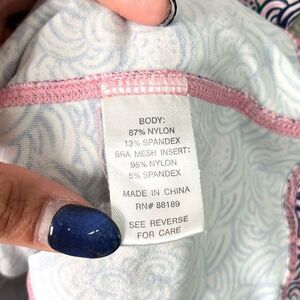 BODY:
87% NYLON
13% SPANDEX
BRA MESH INSERT:
95% NYLON
5% SPANDEX
MADE IN CHINA
RN# 88189
SEE REVERSE
FOR CARE